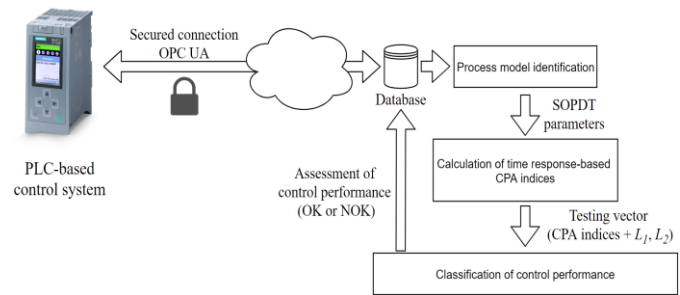 Secured connection
OPC UA
Database
Process model identification
SOPDT
parameters
PLC-based
control system
Assessment of
control performance
(OK or NOK)
Calculation of time response-based
CPA indices
Testing vector
(CPA indices + L1, L2)
Classification of control performance